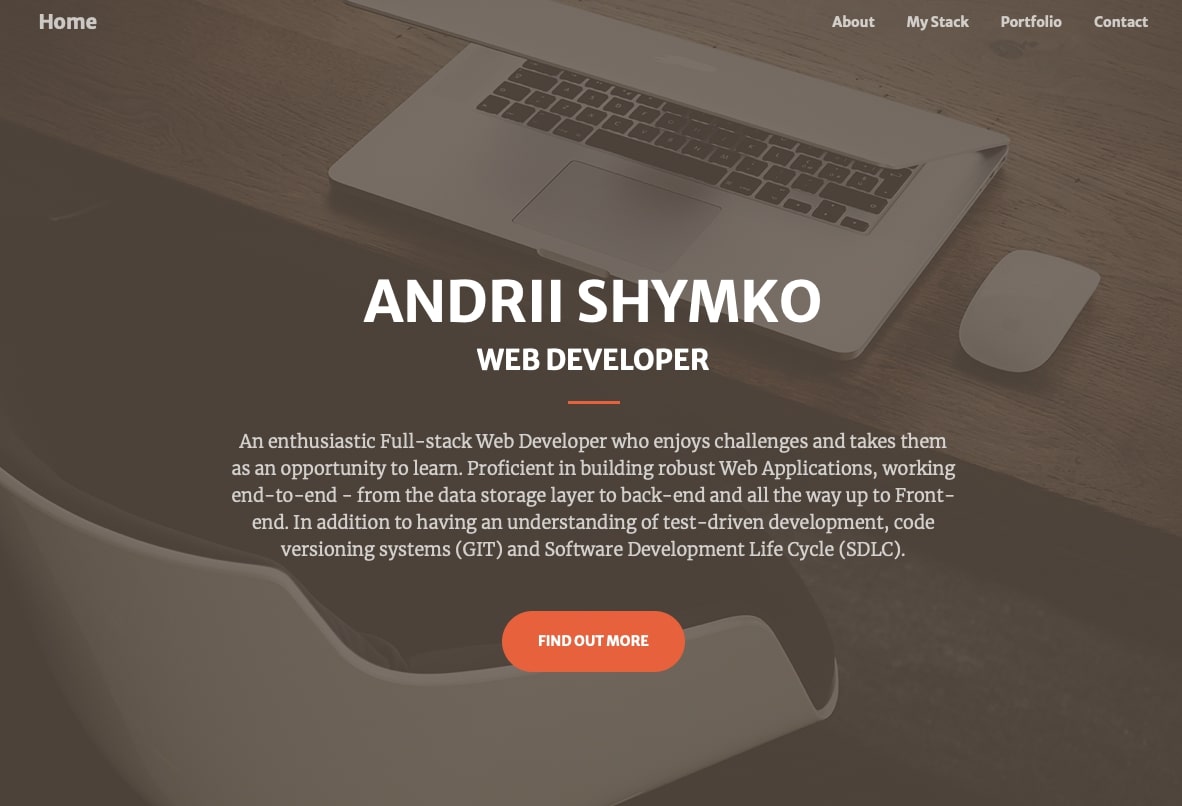 Home
About
My Stack
Portfolio
Contact
ANDRII SHYMKO
WEB DEVELOPER
An enthusiastic Full-stack Web Developer who enjoys challenges and takes them
as an opportunity to learn. Proficient in building robust Web Applications, working
end-to-end - from the data storage layer to back-end and all the way up to Front-
end. In addition to having an understanding of test-driven development, code
versioning systems (GIT) and Software Development Life Cycle (SDLC).
FIND OUT MORE